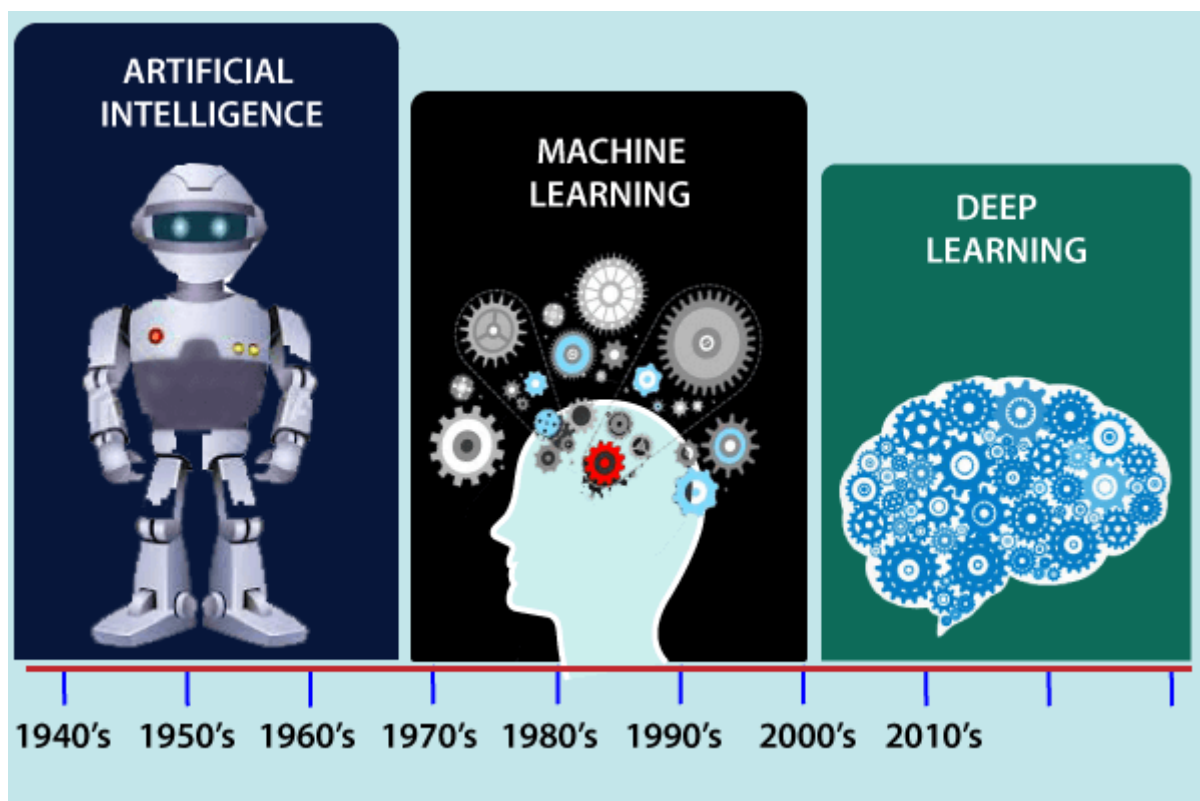 ARTIFICIAL
INTELLIGENCE
MACHINE
LEARNING
DEEP
LEARNING
1940's 1950's 1960's 1970's 1980's 1990's 2000's 2010's